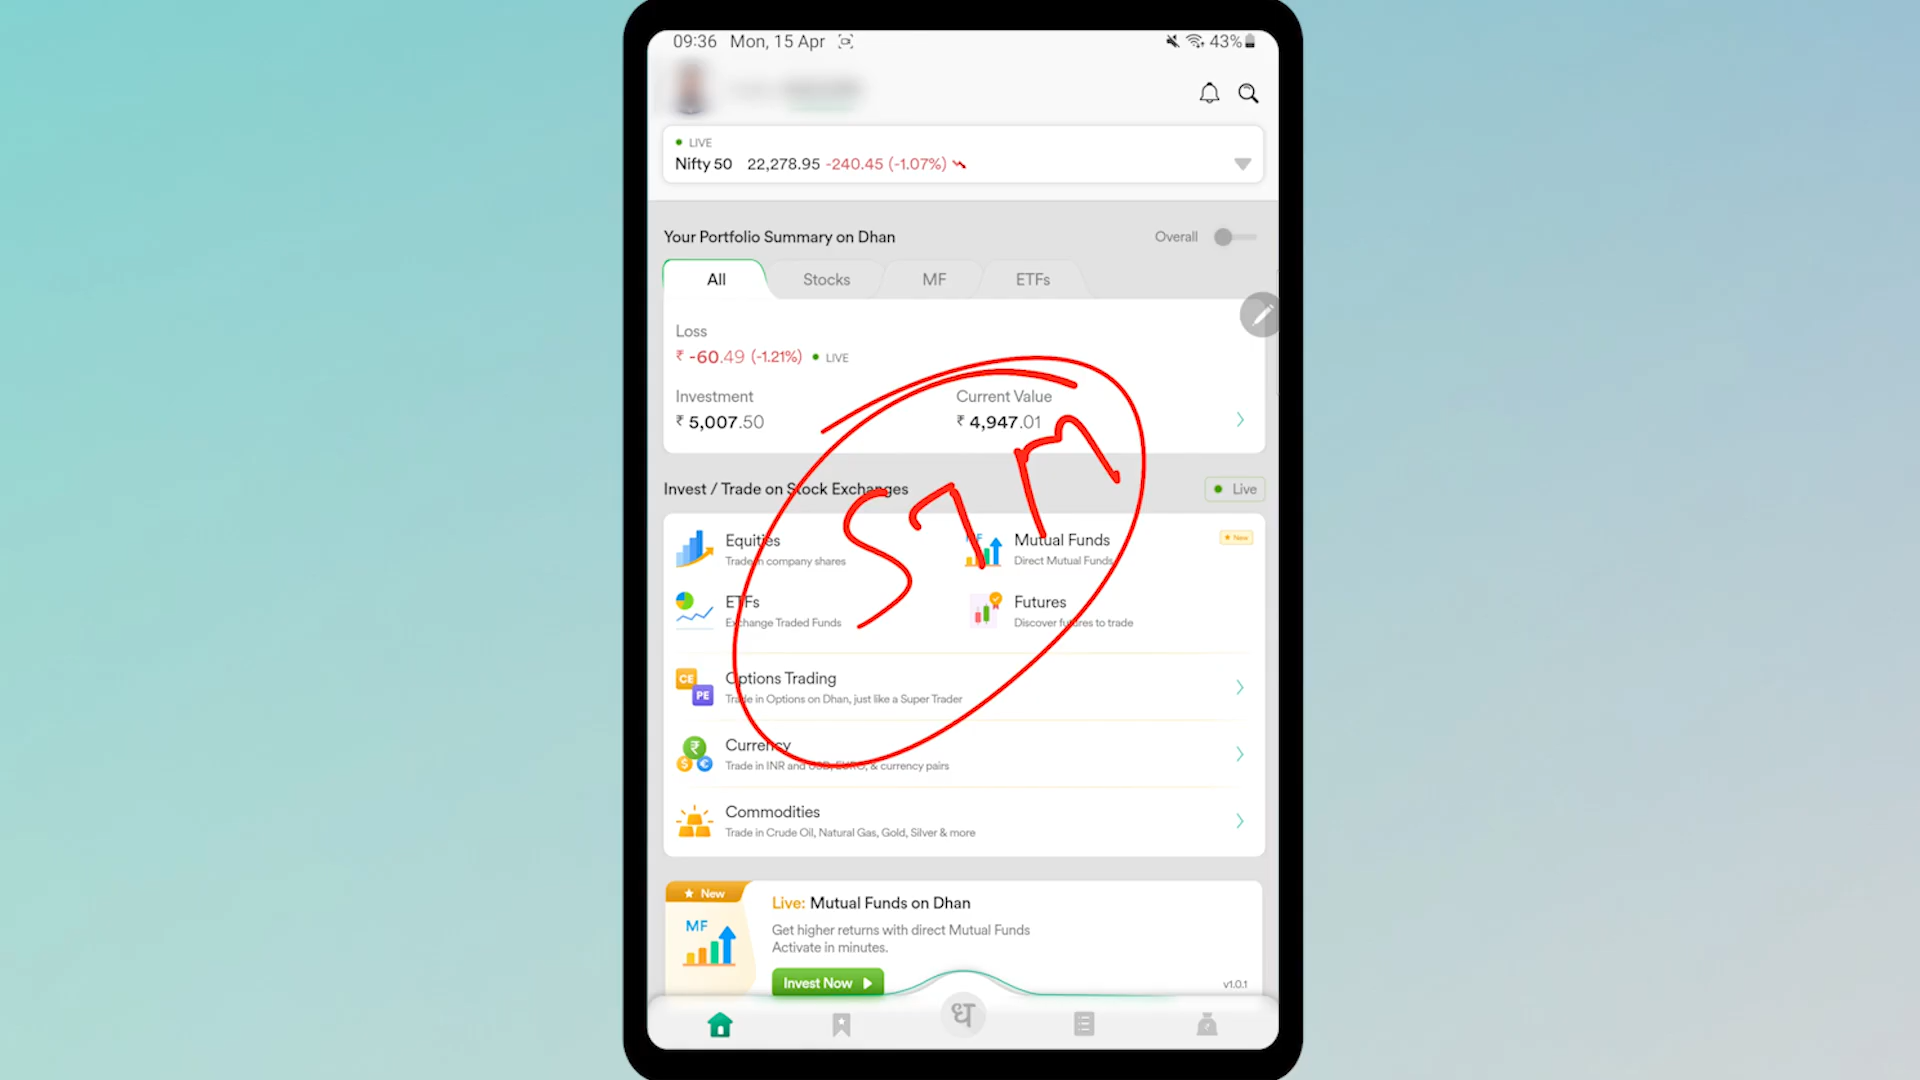 09:36 Mon, 15 Apr 43%
LIVE
Nifty 50 22,278.95 -240.45 (-1.07%)
Your Portfolio Summary on Dhan Overall
All Stocks MF ETFs
Loss
₹ -60.49 (-1.21%) LIVE
Investment Current Value
₹ 5,007.50 ₹ 4,947.01
Invest / Trade on Stock Exchanges Live
Equities
Trade in company shares
MF
Mutual Funds
Direct Mutual Funds
New
ETFs
Exchange Traded Funds
Futures
Discover futures to trade
CE
PE
Options Trading
Trade in Options on Dhan, just like a Super Trader
Currency
Trade in INR and USD, EURO, & currency pairs
Commodities
Trade in Crude Oil, Natural Gas, Gold, Silver & more
New
MF
Live: Mutual Funds on Dhan
Get higher returns with direct Mutual Funds
Activate in minutes.
Invest Now
v1.0.1
ध